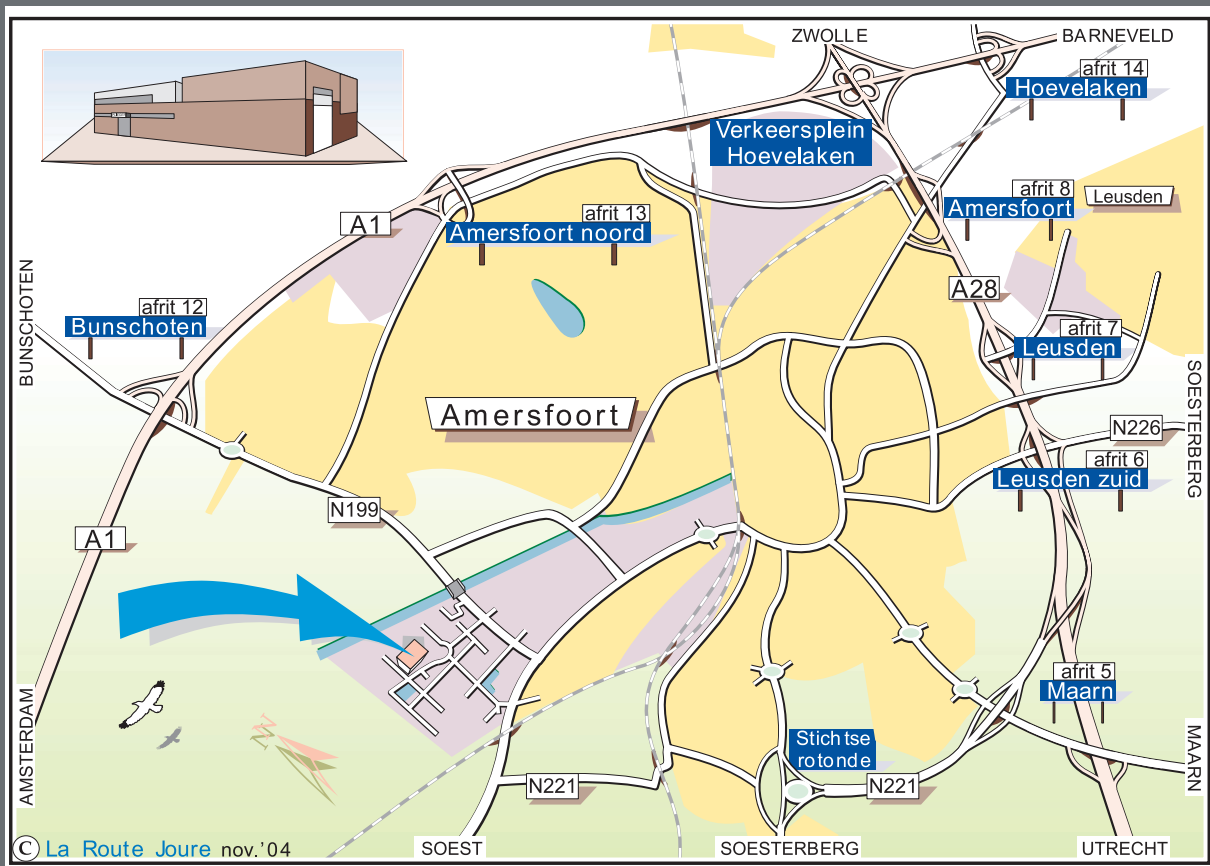 ZWOLLE
BARNEVELD
afrit 14
Hoevelaken
Verkeersplein
Hoevelaken
afrit 8
Amersfoort
Leusden
afrit 13
Amersfoort noord
A1
BUNSCHOTEN
afrit 12
Bunschoten
A28
afrit 7
Leusden
SOESTERBERG
Amersfoort
N226
afrit 6
Leusden zuid
N199
A1
afrit 5
Maarn
AMSTERDAM
N
Stichtse
rotonde
MAARN
N221
N221
© La Route Joure nov.'04
SOEST
SOESTERBERG
UTRECHT